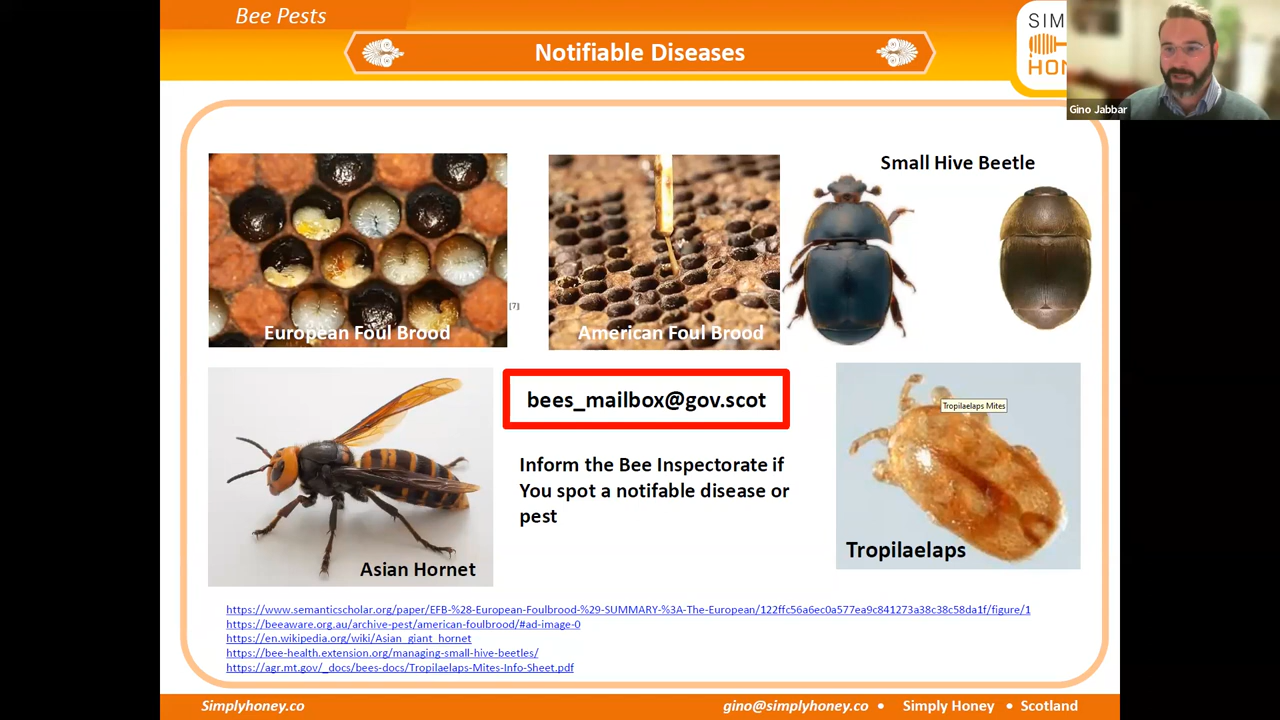 Bee Pests
Notifiable Diseases
SIM
HON
Gino Jabbar
Small Hive Beetle
[7]
European Foul Brood
American Foul Brood
bees_mailbox@gov.scot
Tropilaelaps Mites
Inform the Bee Inspectorate if
You spot a notifable disease or
pest
Asian Hornet
Tropilaelaps
https://www.semanticscholar.org/paper/EFB-%28-European-Foulbrood-%29-SUMMARY-%3A-The-European/122ffc56a6ec0a577ea9c841273a38c38c58da1f/figure/1
https://beeaware.org.au/archive-pest/american-foulbrood/#ad-image-0
https://en.wikipedia.org/wiki/Asian_giant_hornet
https://bee-health.extension.org/managing-small-hive-beetles/
https://agr.mt.gov/_docs/bees-docs/Tropilaelaps-Mites-Info-Sheet.pdf
Simplyhoney.co
gino@simplyhoney.co • Simply Honey • Scotland